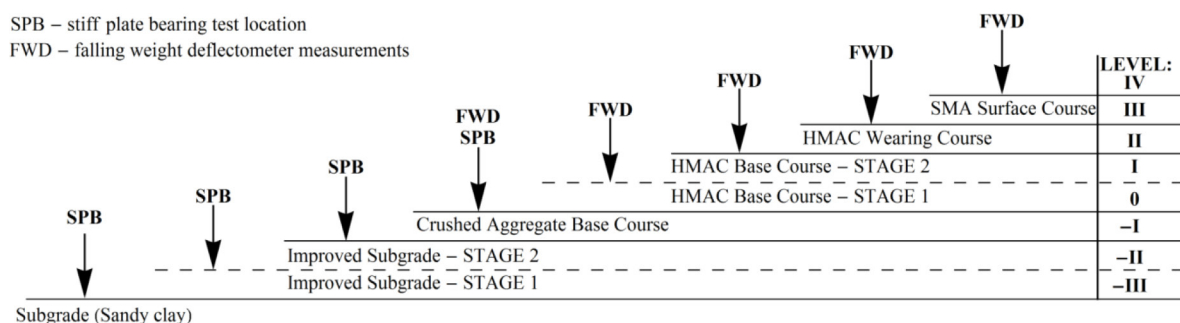 SPB – stiff plate bearing test location
FWD – falling weight deflectometer measurements
FWD
FWD
FWD
FWD
FWD
SPB
SPB
SPB
SPB
LEVEL:
IV
SMA Surface Course
III
HMAC Wearing Course
II
HMAC Base Course – STAGE 2
I
HMAC Base Course – STAGE 1
0
Crushed Aggregate Base Course
–I
Improved Subgrade – STAGE 2
–II
Improved Subgrade – STAGE 1
–III
Subgrade (Sandy clay)